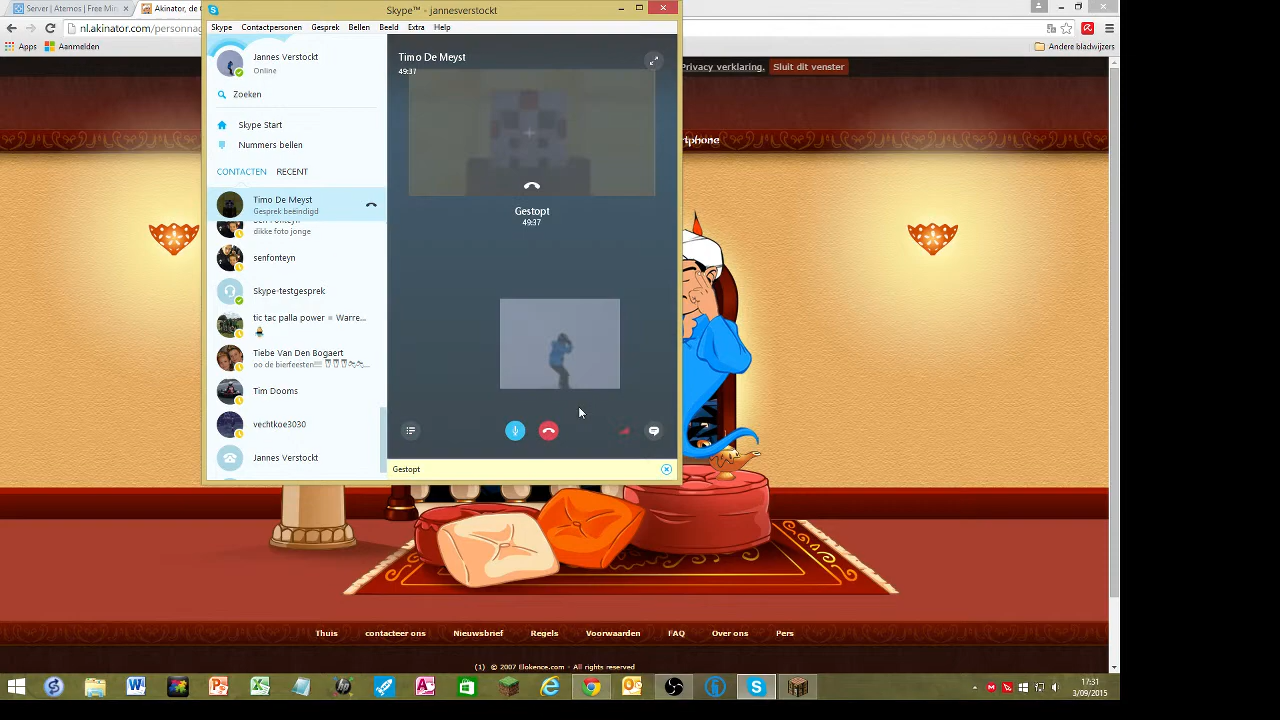 Server | Aternos | Free Min
Akinator, de
Skype™ - jannesverstockt
nl.akinator.com/personnag
Apps
Aanmelden
Andere bladwijzers
Skype
Contactpersonen
Gesprek
Bellen
Beeld
Extra
Help
Jannes Verstockt
Online
Zoeken
Skype Start
Nummers bellen
CONTACTEN
RECENT
Timo De Meyst
Gesprek beëindigd
dikke foto jonge
senfonteyn
Skype-testgesprek
tic tac palla power
Warre...
Tiebe Van Den Bogaert
oo de bierfeesten
Tim Dooms
vechtkoe3030
Jannes Verstockt
Timo De Meyst
49:37
Gestopt
49:37
Gestopt
Privacy verklaring.
Sluit dit venster
rtphone
Thuis
contacteer ons
Nieuwsbrief
Regels
Voorwaarden
FAQ
Over ons
Pers
(1) © 2007 Elokence.com - All rights reserved
17:31
3/09/2015